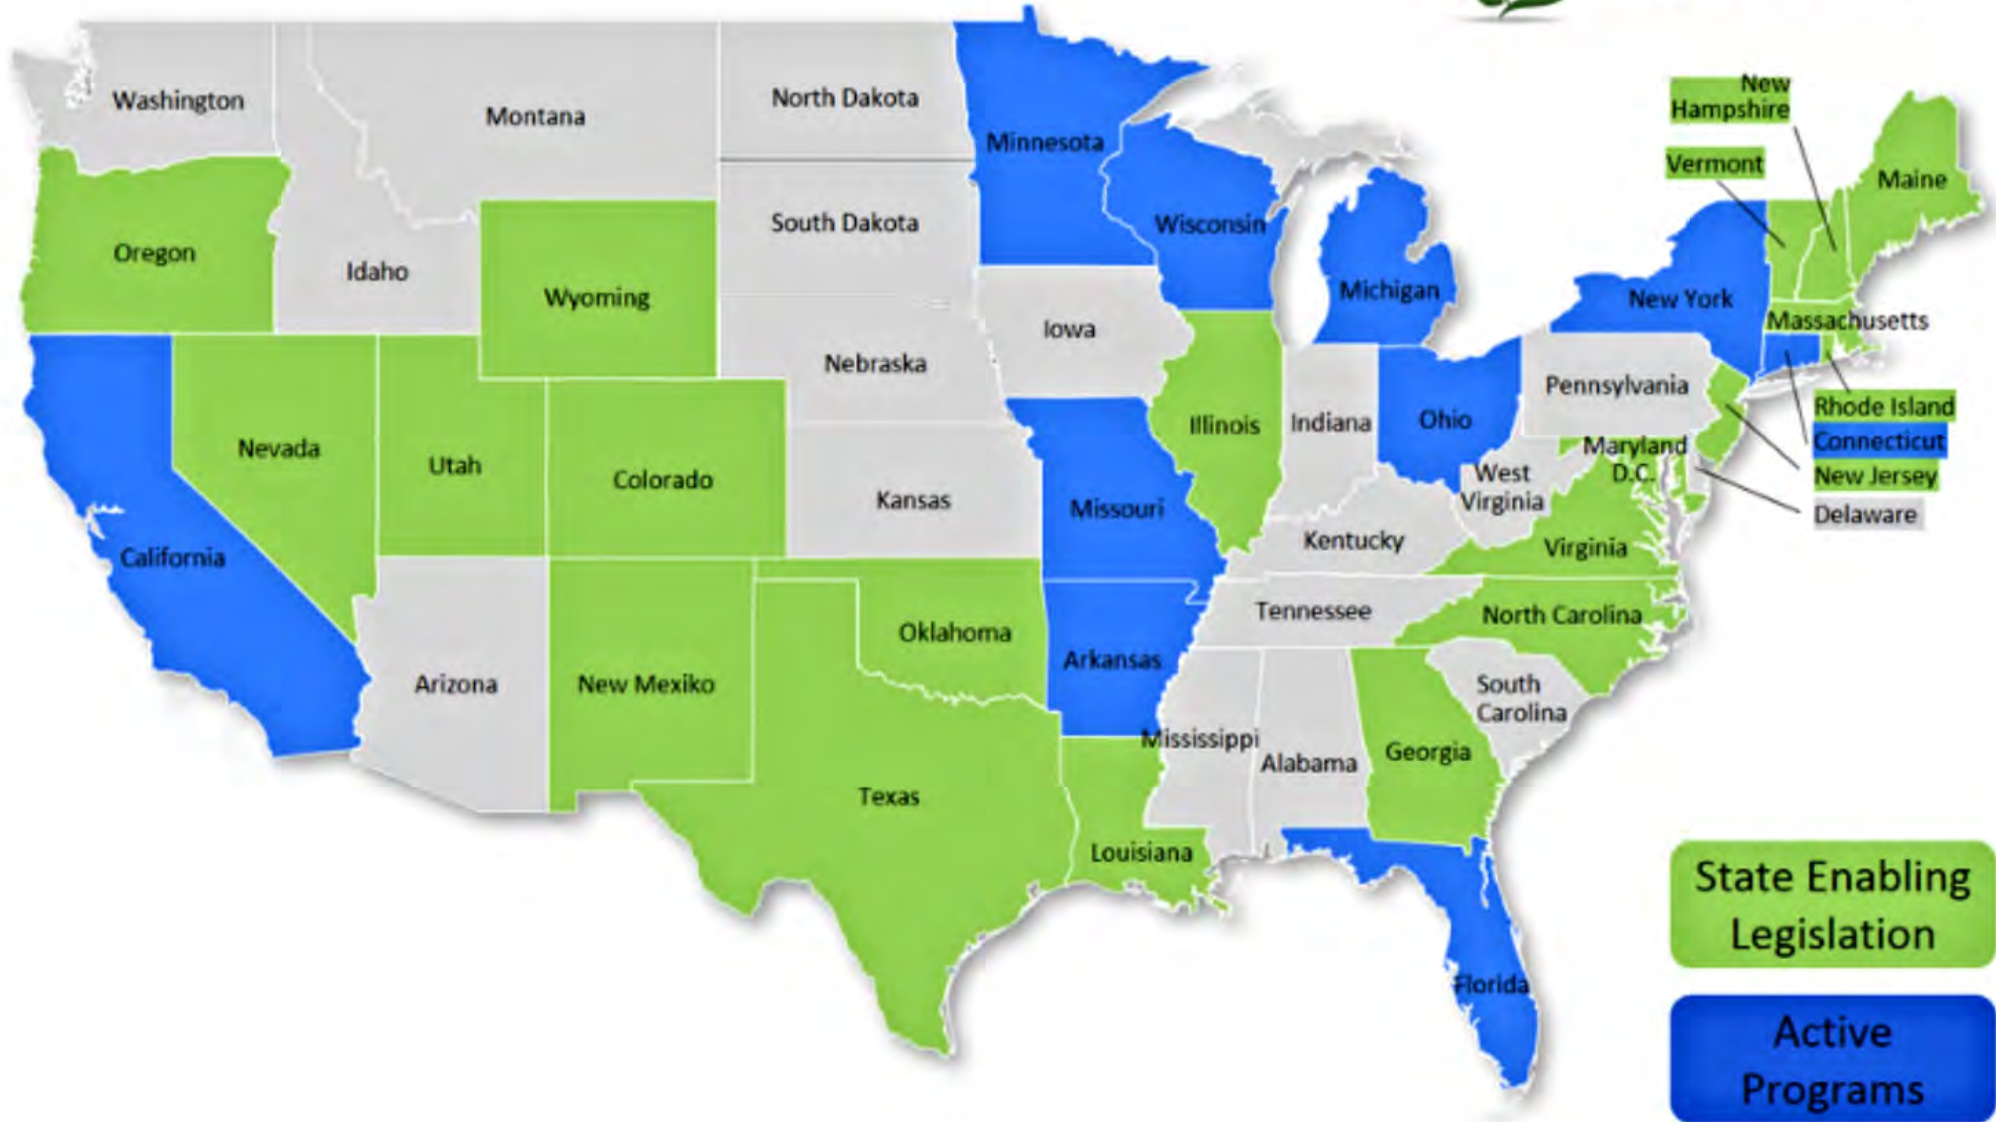 Washington
Montana
North Dakota
Minnesota
New
Hampshire
Vermont
Maine
Oregon
Idaho
Wyoming
South Dakota
Wisconsin
Michigan
New York
Massachusetts
Iowa
Nebraska
Pennsylvania
Rhode Island
Connecticut
New Jersey
Delaware
Nevada
Utah
Colorado
Kansas
Illinois
Indiana
Ohio
Maryland
D.C.
West
Virginia
Missouri
Kentucky
Virginia
California
Tennessee
North Carolina
Oklahoma
Arkansas
Arizona
New Mexiko
South
Carolina
Mississippi
Alabama
Georgia
Texas
Louisiana
Florida
State Enabling
Legislation
Active
Programs